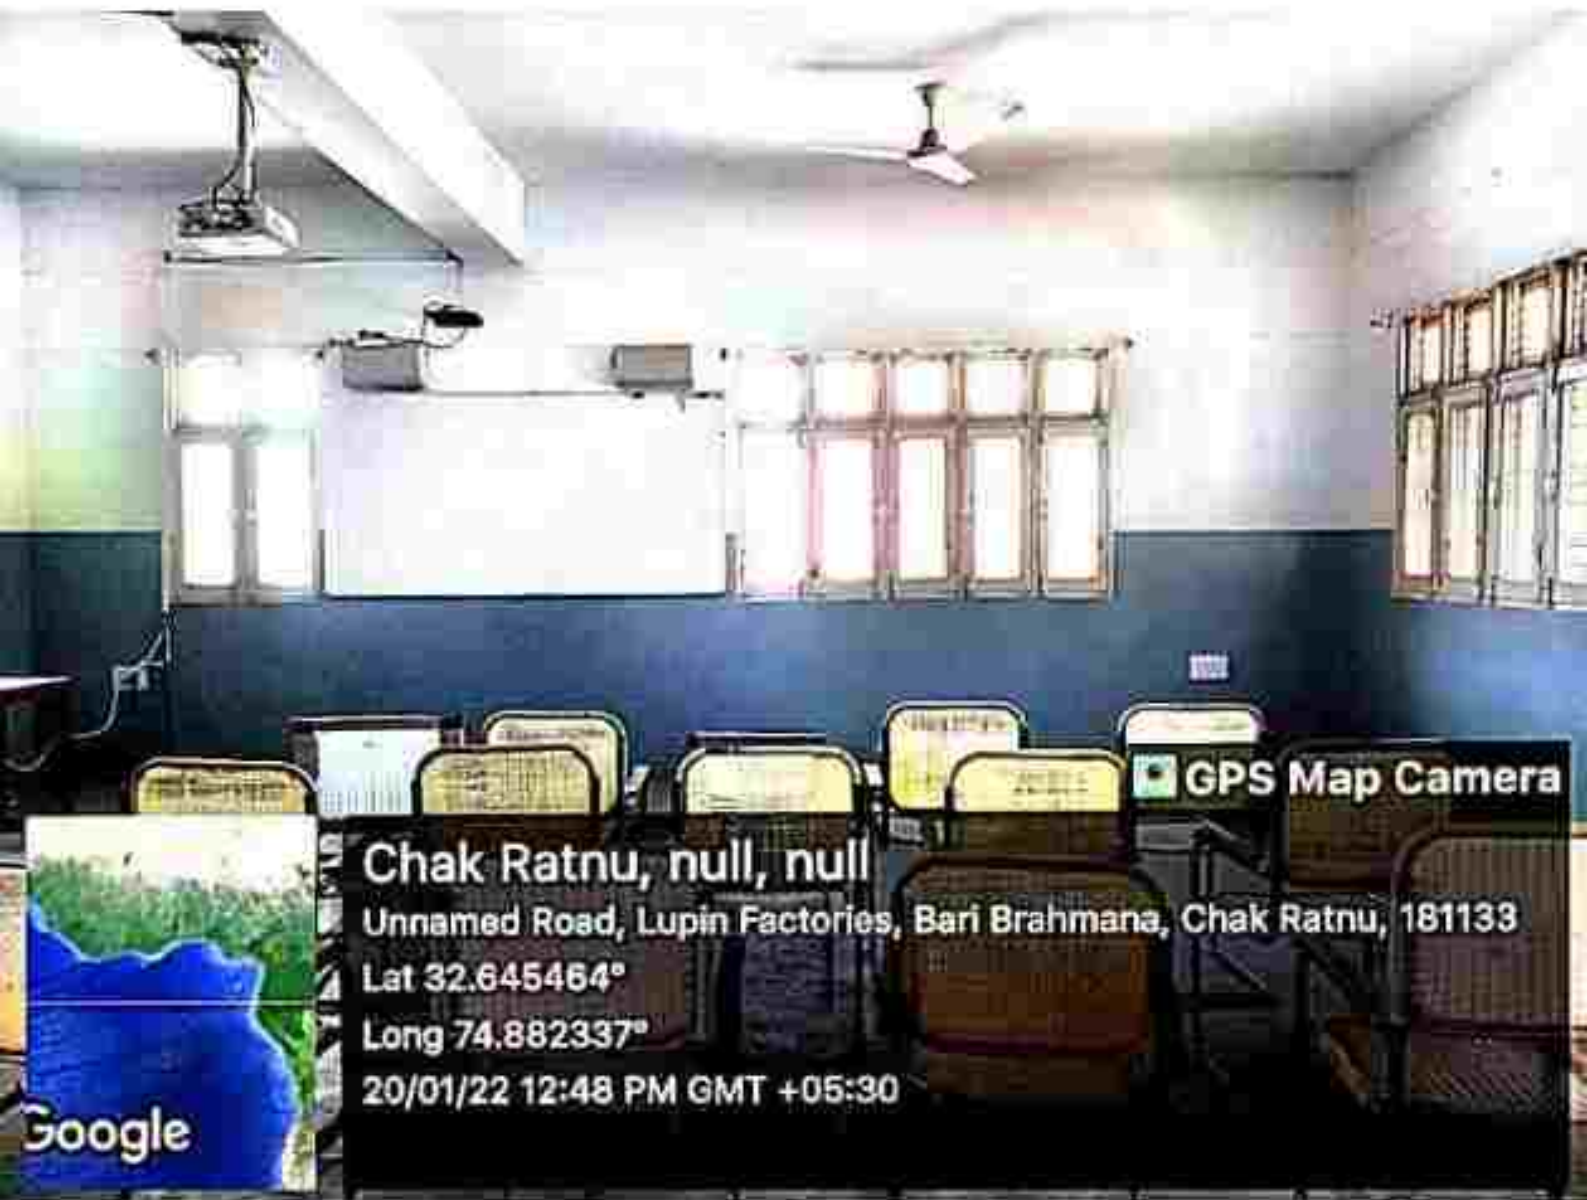 GPS Map Camera
Chak Ratnu, null, null
Unnamed Road, Lupin Factories, Bari Brahmana, Chak Ratnu, 181133
Lat 32.645464°
Long 74.882337°
20/01/22 12:48 PM GMT +05:30
Google